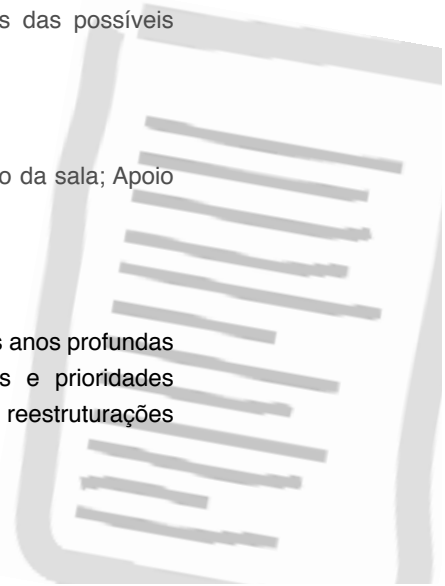 s das possíveis
o da sala; Apoio
s anos profundas
s e prioridades
reestruturações